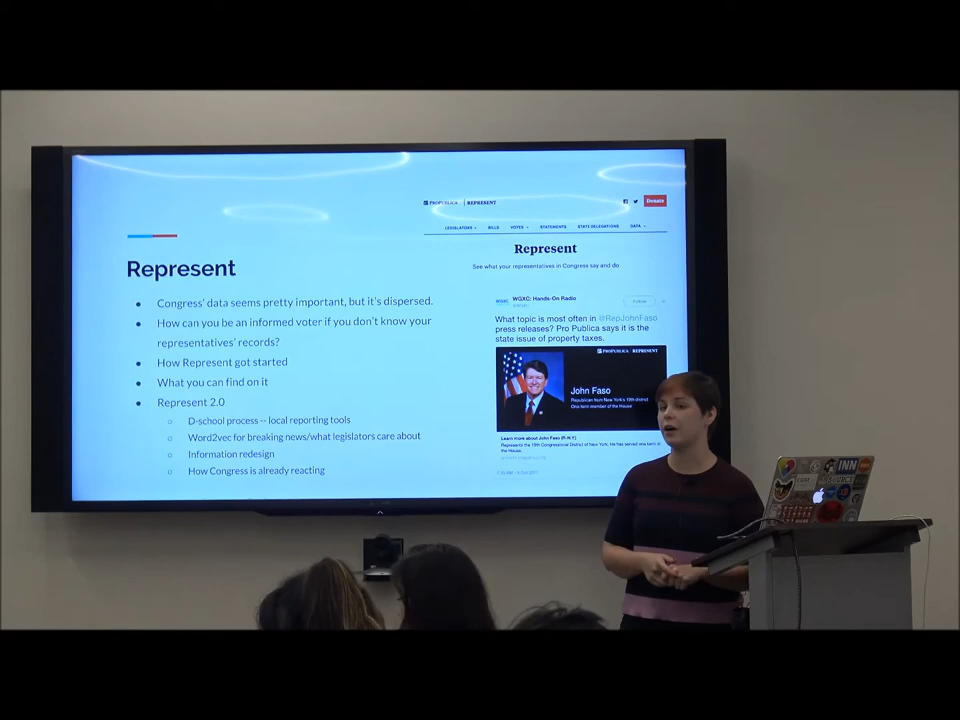 PROPUBLICA | REPRESENT
Donate
LEGISLATORS BILLS VOTES STATEMENTS STATE DELEGATIONS DATA
Represent
See what your representatives in Congress say and do
Represent
● Congress' data seems pretty important, but it's dispersed.
● How can you be an informed voter if you don't know your
representatives' records?
● How Represent got started
● What you can find on it
● Represent 2.0
○ D-school process -- local reporting tools
○ Word2vec for breaking news/what legislators care about
○ Information redesign
○ How Congress is already reacting
WGXC
WGXC: Hands-On Radio
Follow
What topic is most often in @RepJohnFaso
press releases? Pro Publica says it is the
state issue of property taxes.
PROPUBLICA | REPRESENT
John Faso
Republican from New York's 19th district
One term member of the House
Learn more about John Faso (R-N.Y.)
Represents the 19th Congressional District of New York. He has served one term in
the House.
INN